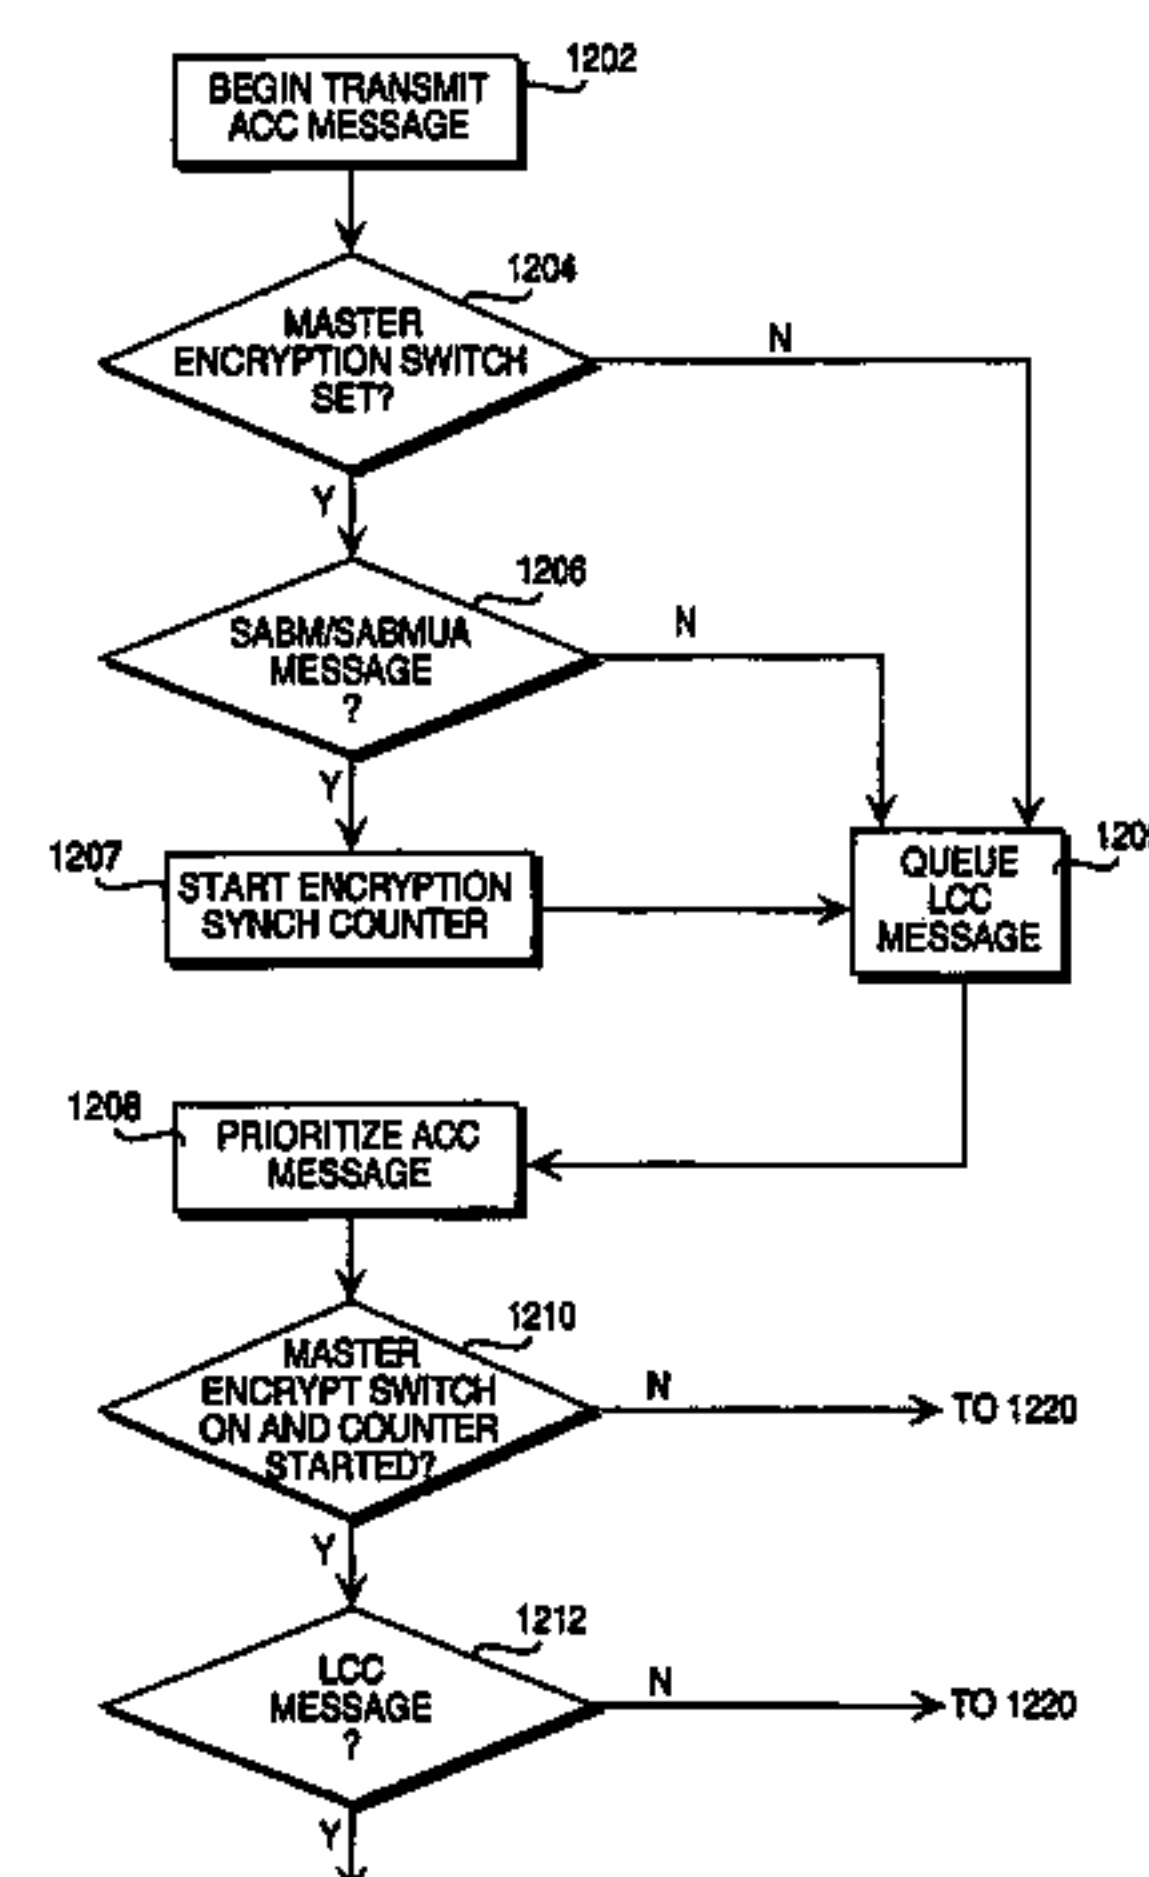 1202
BEGIN TRANSMIT
ACC MESSAGE
1204
MASTER
ENCRYPTION SWITCH
SET?
N
Y
1206
SABM/SABMUA
MESSAGE
?
N
Y
1207
START ENCRYPTION
SYNCH COUNTER
QUEUE
LCC
MESSAGE
1208
PRIORITIZE ACC
MESSAGE
1210
MASTER
ENCRYPT SWITCH
ON AND COUNTER
STARTED?
N
TO 1220
Y
1212
LCC
MESSAGE
?
N
TO 1220
Y